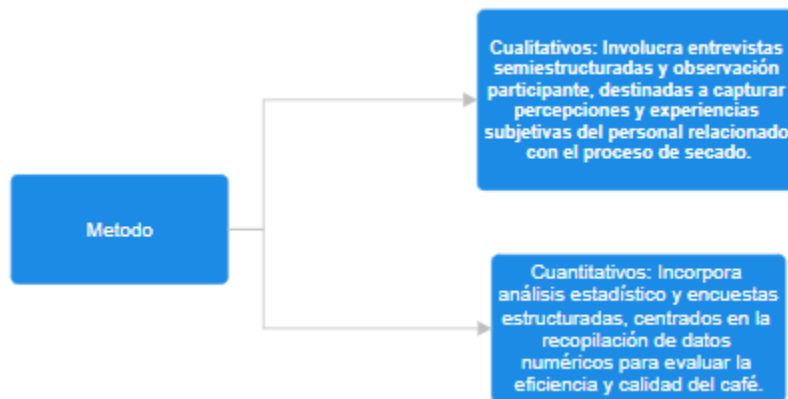 Cualitativos: Involucra entrevistas
semiestructuradas y observación
participante, destinadas a capturar
percepciones y experiencias
subjetivas del personal relacionado
con el proceso de secado.
Metodo
Cuantitativos: Incorpora
análisis estadístico y encuestas
estructuradas, centrados en la
recopilación de datos
numéricos para evaluar la
eficiencia y calidad del café.